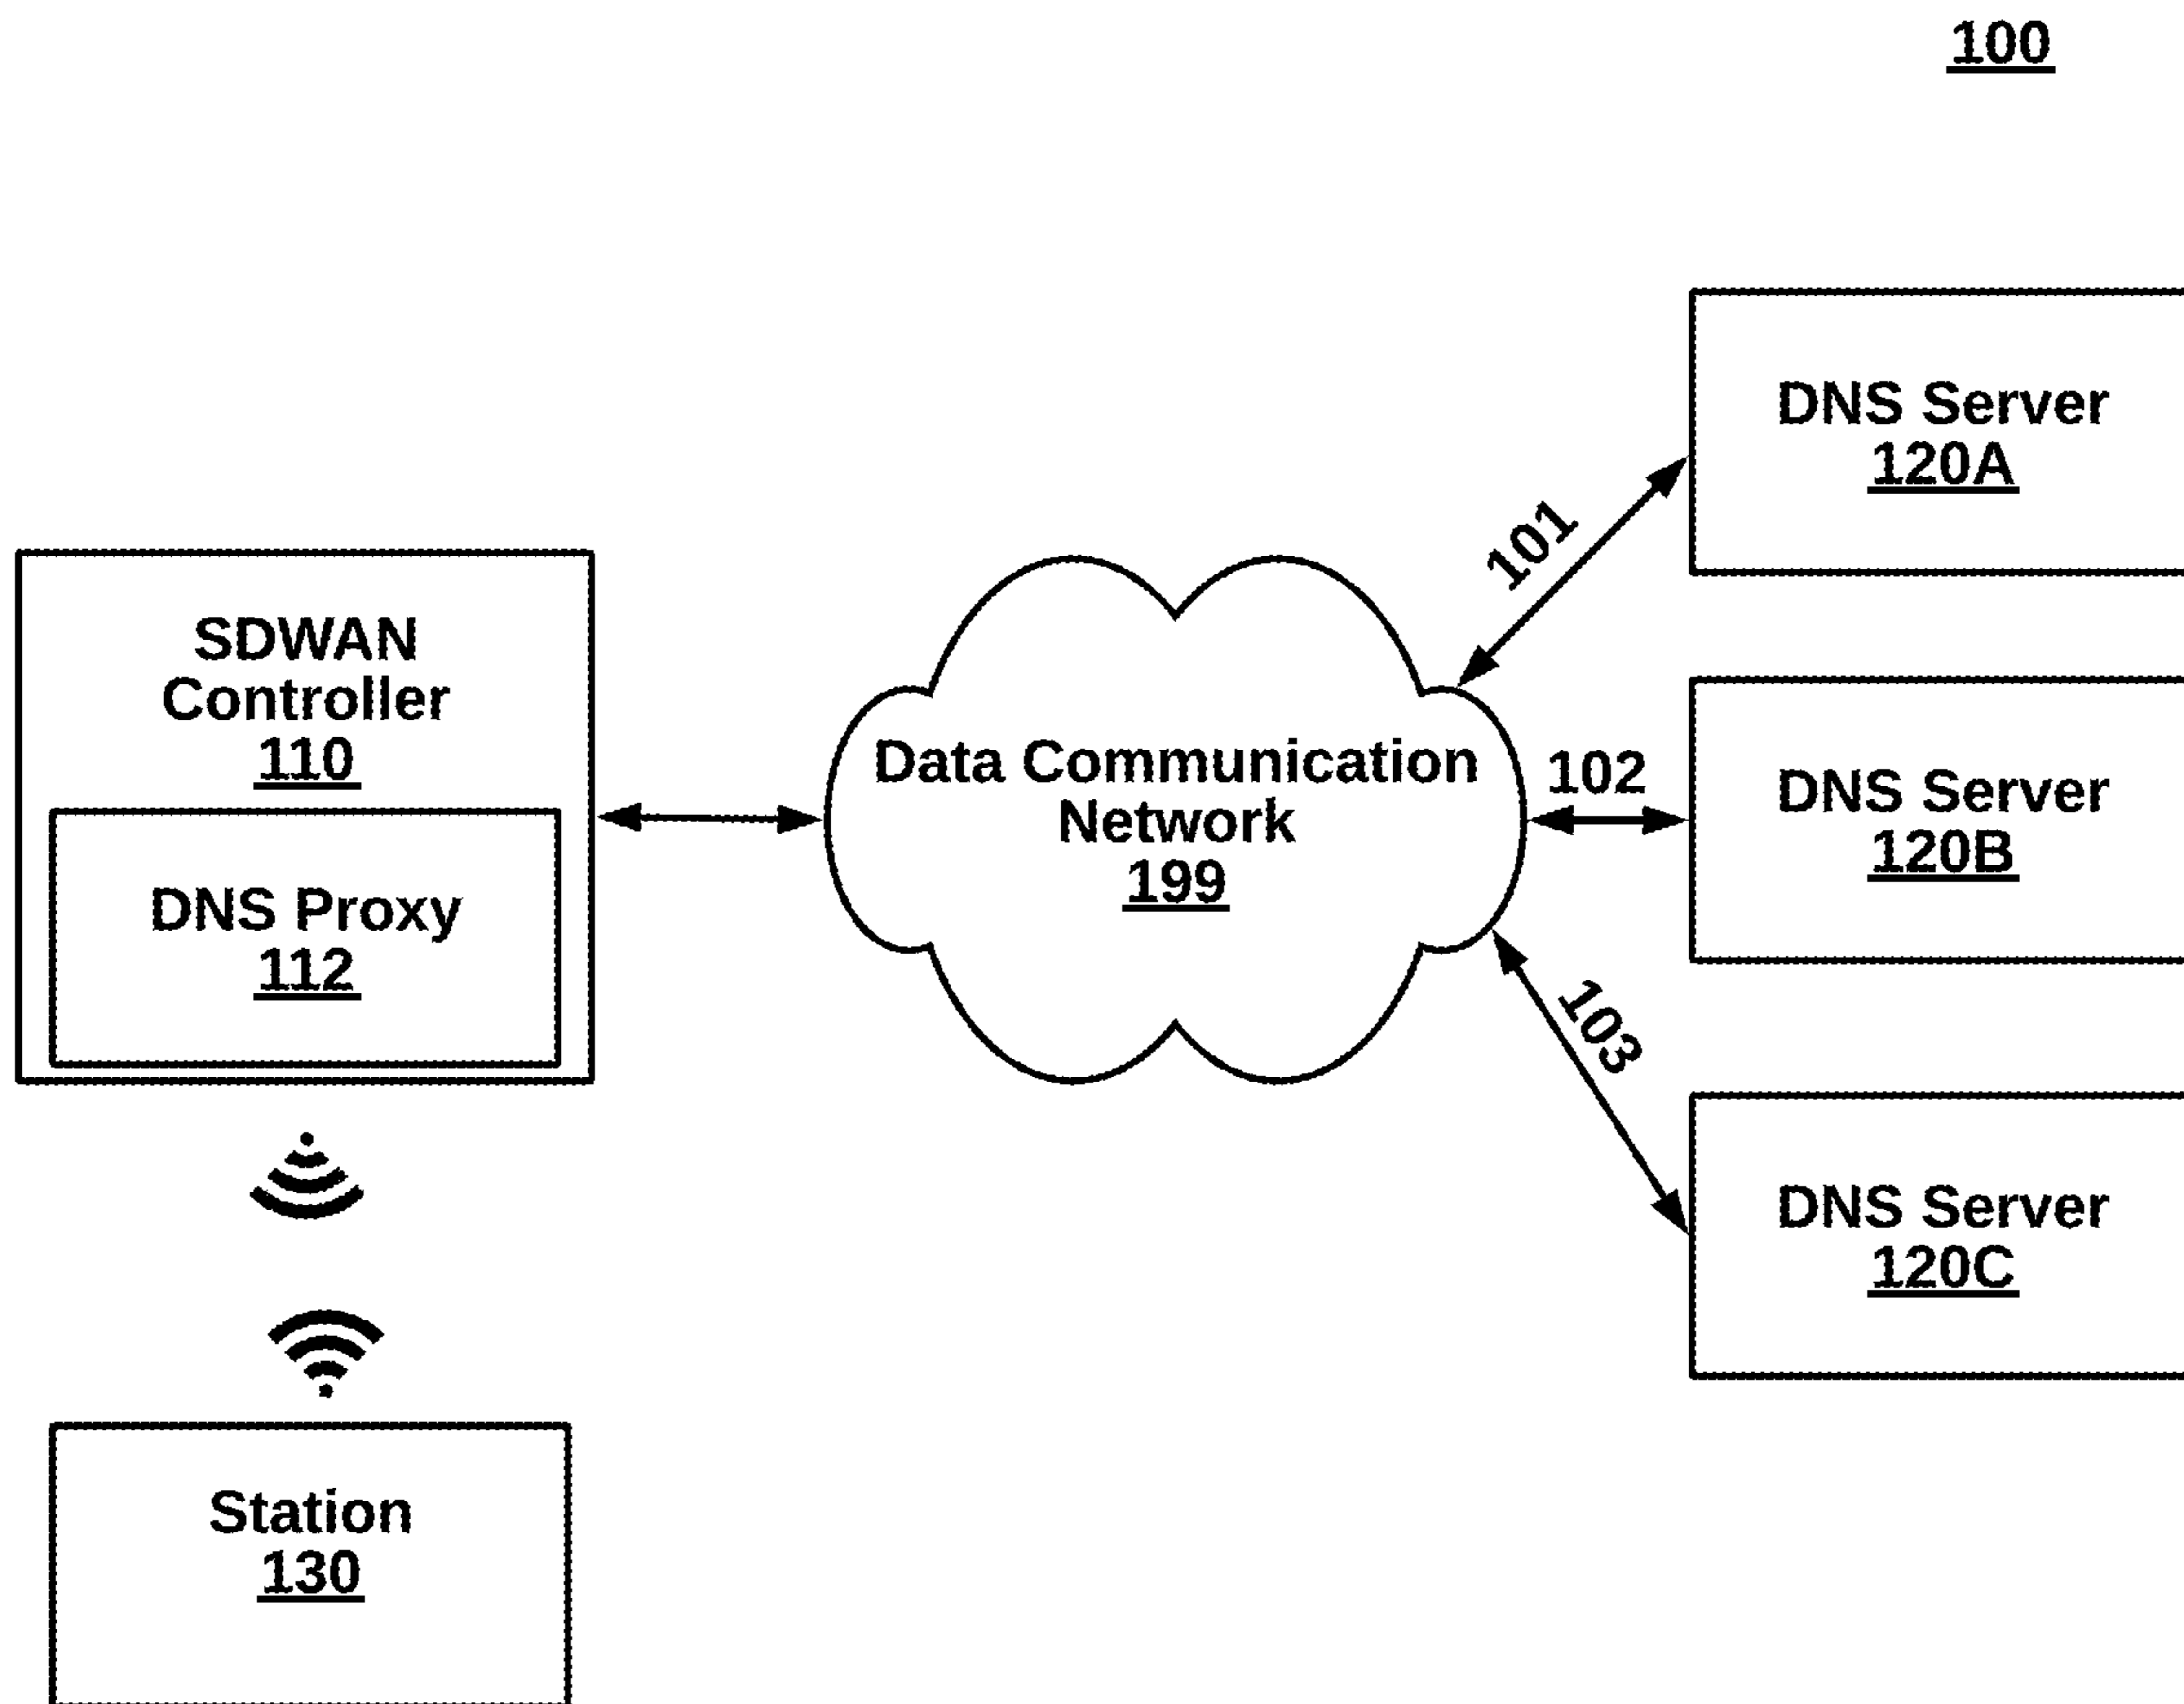 100
DNS Server
120A
101
SDWAN
Controller
110
Data Communication
Network
199
102
DNS Server
120B
DNS Proxy
112
103
DNS Server
120C
Station
130